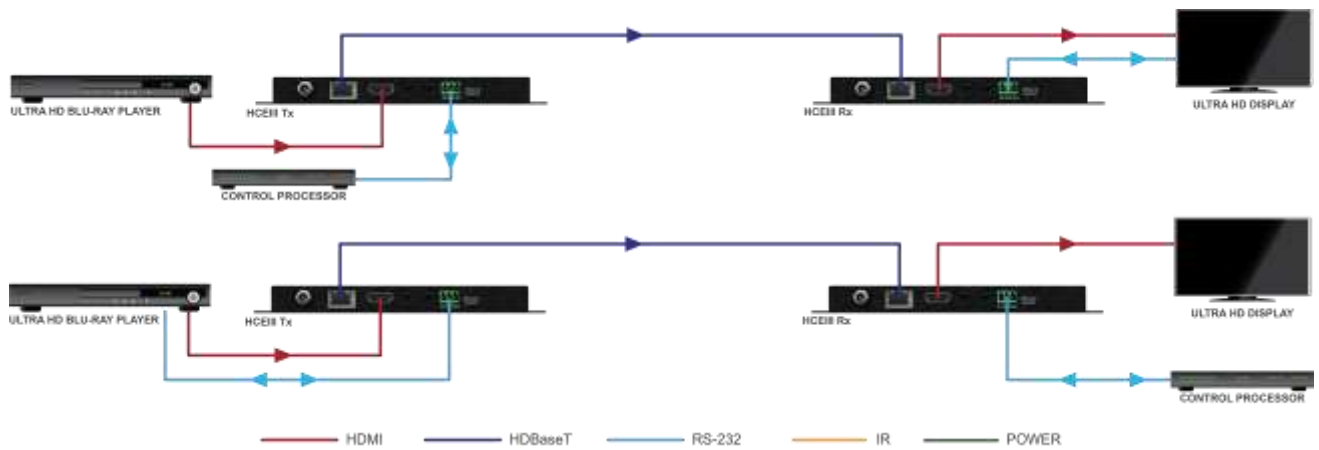 ULTRA HD BLU-RAY PLAYER
HCEIII Tx
HCEIII Rx
ULTRA HD DISPLAY
CONTROL PROCESSOR
ULTRA HD BLU-RAY PLAYER
HCEIII Tx
HCEIII Rx
ULTRA HD DISPLAY
CONTROL PROCESSOR
HDMI
HDBaseT
RS-232
IR
POWER